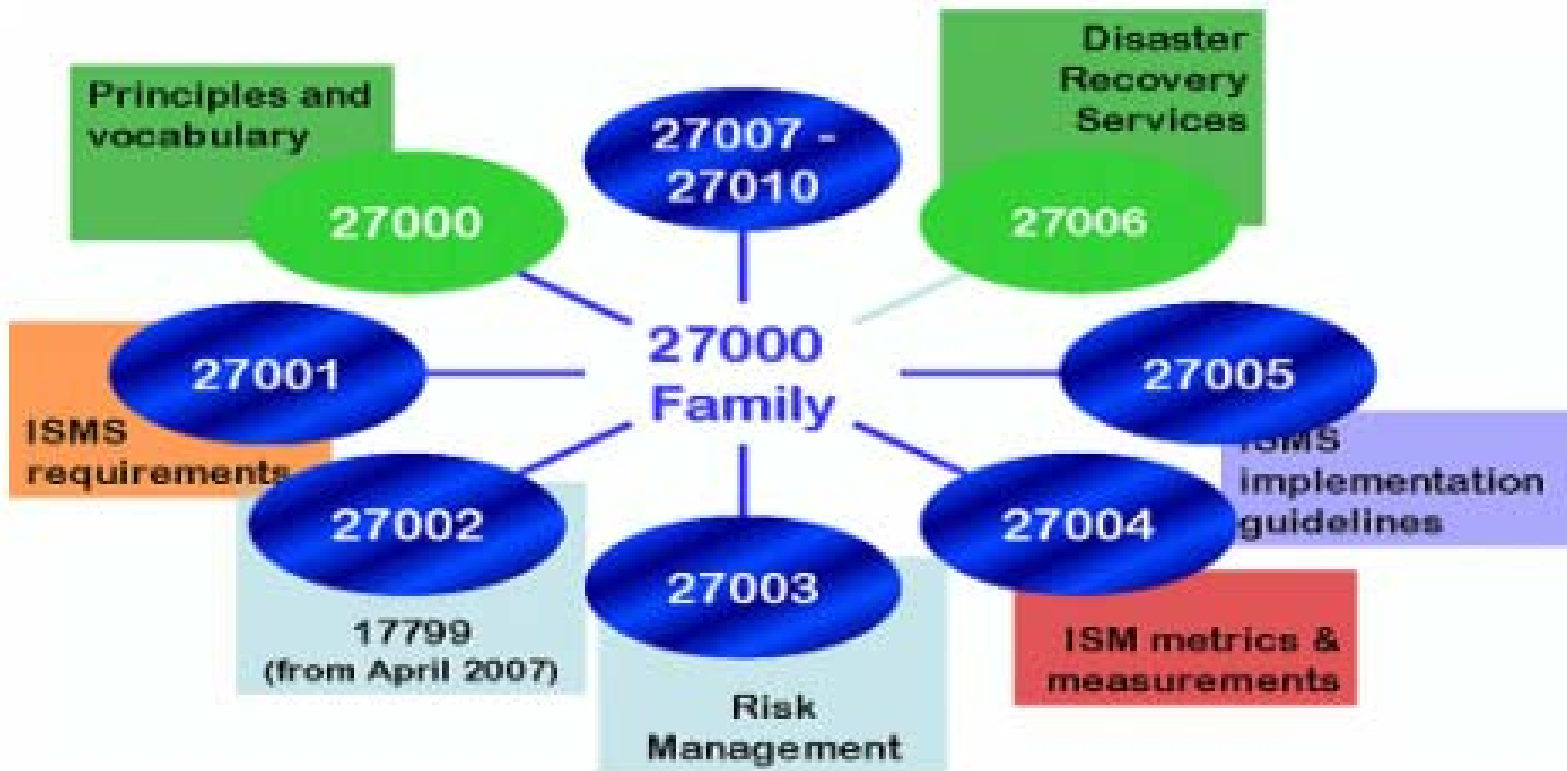 Principles and
vocabulary
27000
27007 -
27010
Disaster
Recovery
Services
27006
27001
ISMS
requirements
27000
Family
27005
ISMS
implementation
guidelines
27002
17799
(from April 2007)
27003
Risk
Management
27004
ISM metrics &
measurements